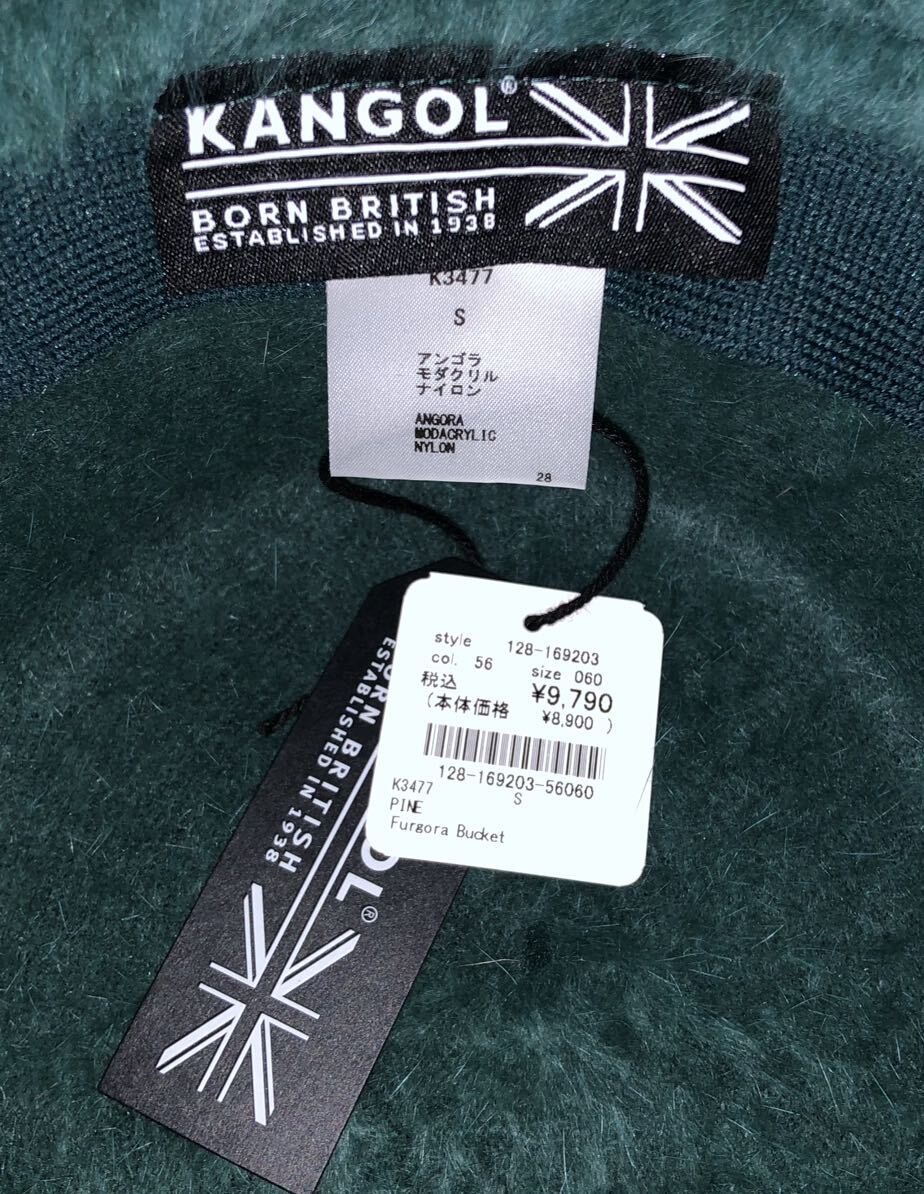 KANGOL®
BORN BRITISH
ESTABLISHED IN 1938
K3477
S
アンゴラ
モダクリル
ナイロン
ANGORA
MODACRYLIC
NYLON
28
style 128-169203
col. 56 size 060
税込 ¥9,790
(本体価格 ¥8,900 )
128-169203-56060
K3477 S
PINE
Furgora Bucket
OL®
ORN BRITISH
ESTABLISHED IN 1938